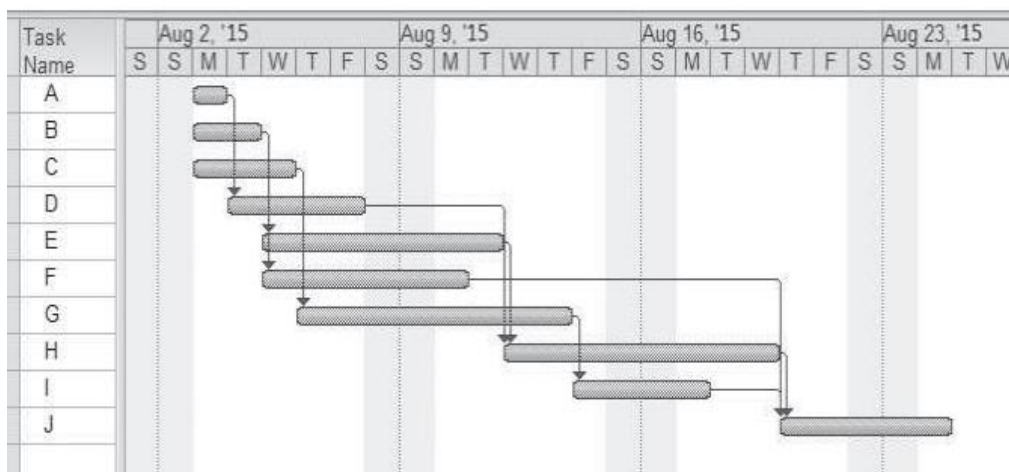 Task Name
Aug 2, '15 Aug 9, '15 Aug 16, '15 Aug 23, '15
S S M T W T F S S M T W T F S S M T W T F S S M T W
A
B
C
D
E
F
G
H
I
J